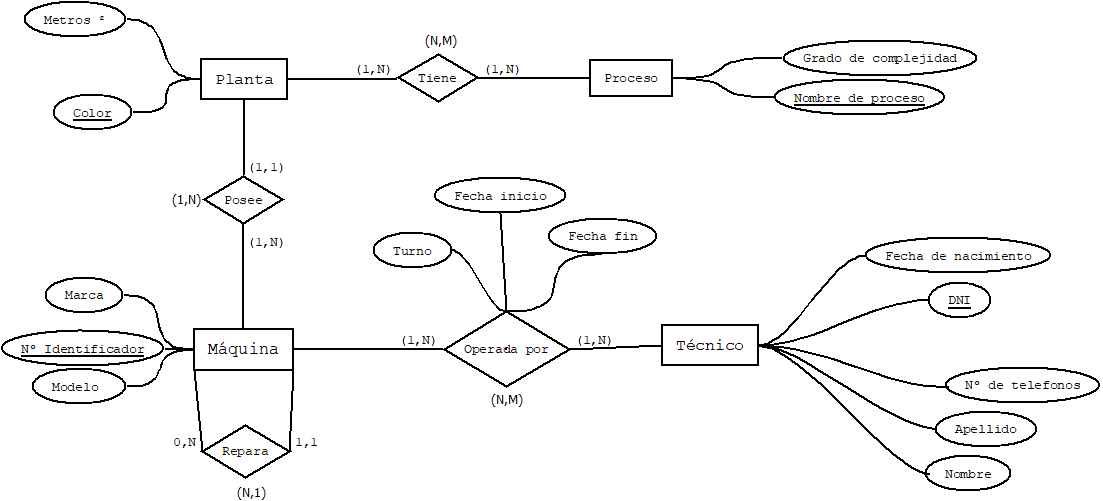 Metros ²
Color
Planta
(1,N)
(N,M)
Tiene
(1,N)
Proceso
Grado de complejidad
Nombre de proceso
(1,1)
(1,N)
Posee
(1,N)
Fecha inicio
Turno
Fecha fin
Marca
Nº Identificador
Modelo
Máquina
(1,N)
Operada por
(1,N)
(N,M)
Técnico
Fecha de nacimiento
DNI
Nº de telefonos
Apellido
Nombre
0,N
Repara
1,1
(N,1)